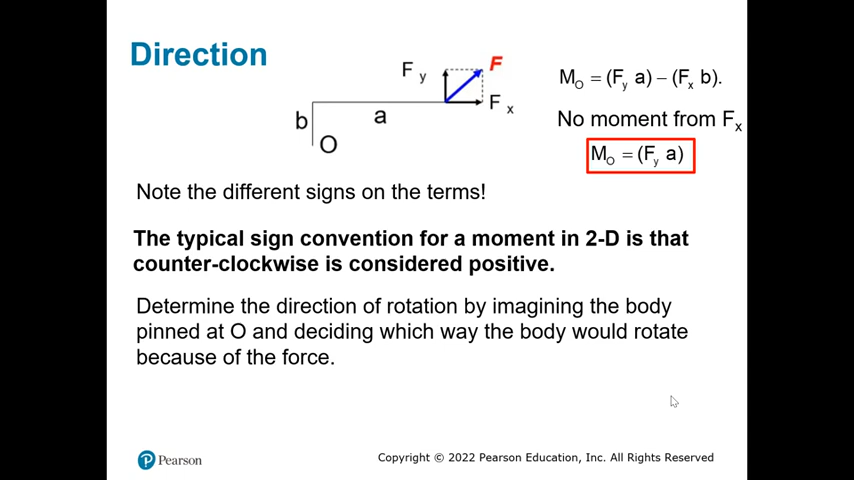 Direction
F y
F
F x
b
a
O
M_O = (F_y a) – (F_x b).
No moment from F_x
M_O = (F_y a)
Note the different signs on the terms!
The typical sign convention for a moment in 2-D is that
counter-clockwise is considered positive.
Determine the direction of rotation by imagining the body
pinned at O and deciding which way the body would rotate
because of the force.
P Pearson
Copyright © 2022 Pearson Education, Inc. All Rights Reserved